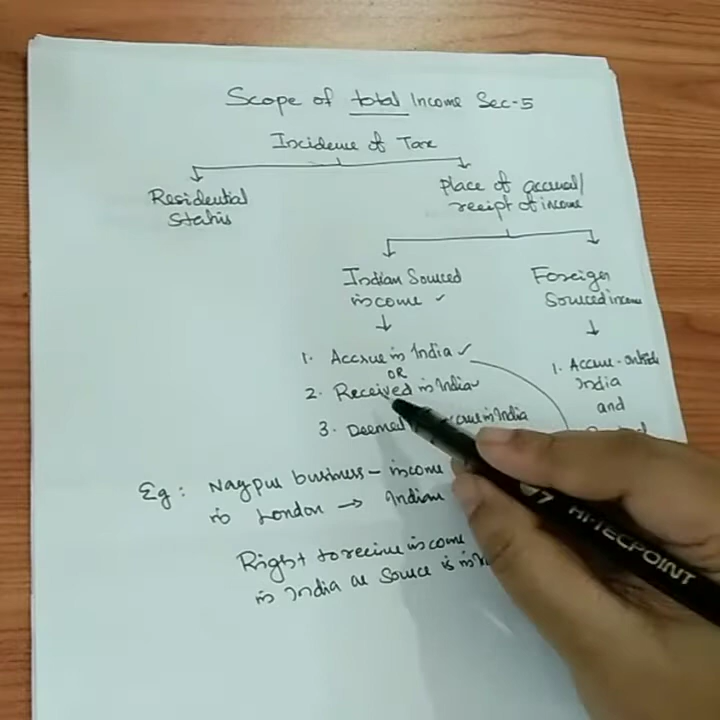 Scope of total Income Sec-5
Incidence of Tax
Residential
Status
Place of accrual/
receipt of income
Indian Sourced
income ✓
Foreign
Sourced income
1. Accrue in India ✓
OR
2. Received in India ✓
3. Deemed in India
1. Accrue - outside
India
and
Eg: Nagpur business - income
in London → Indian
Right to receive income
in India as Source is in
V7 HI-TECPOINT